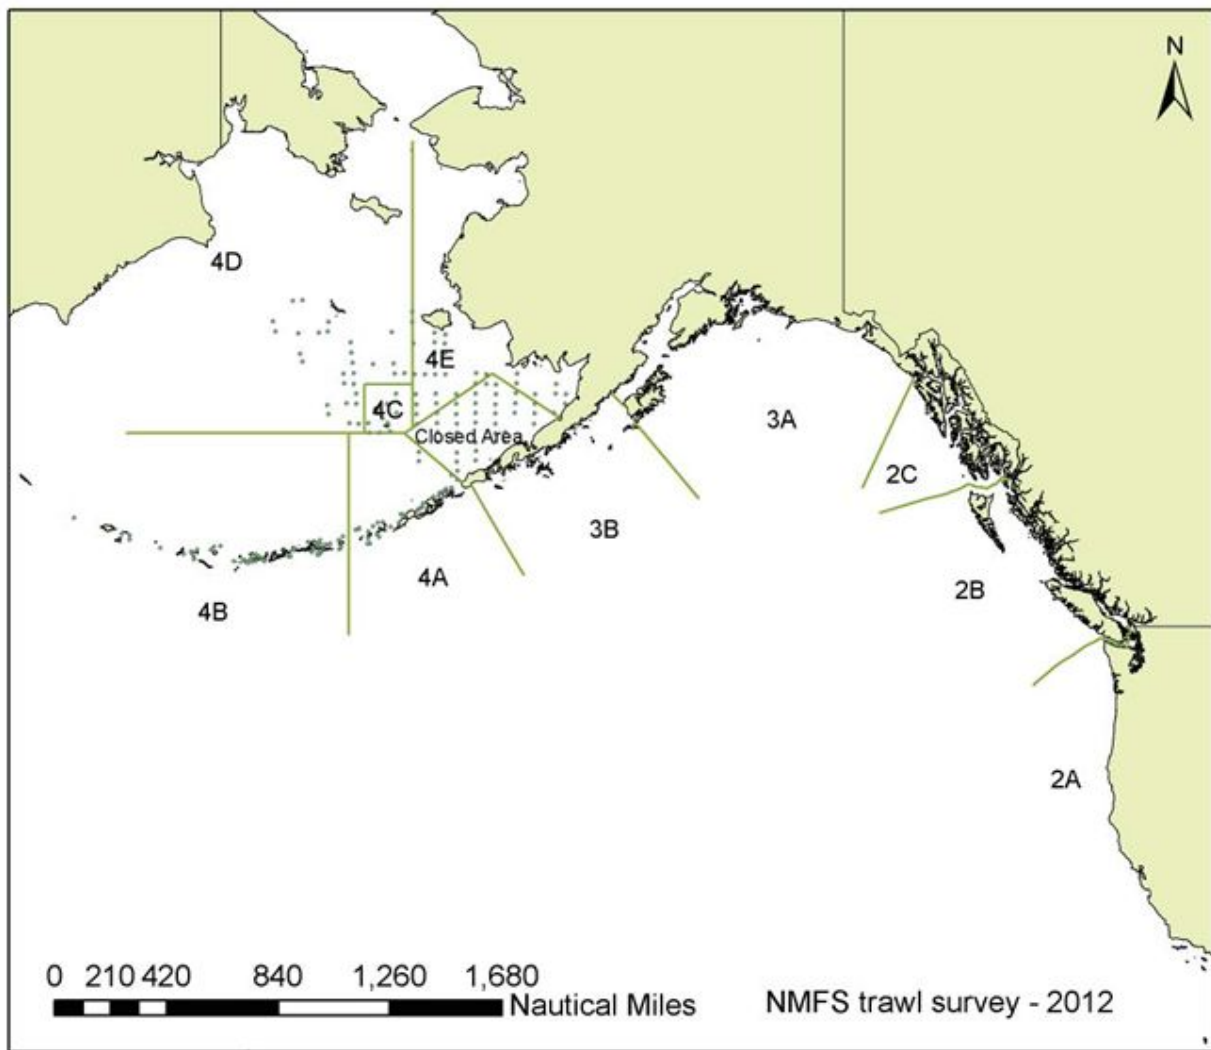 N
4D
4E
4C
Closed Area
3A
2C
3B
4A
2B
4B
2A
0 210 420 840 1,260 1,680
Nautical Miles
NMFS trawl survey - 2012